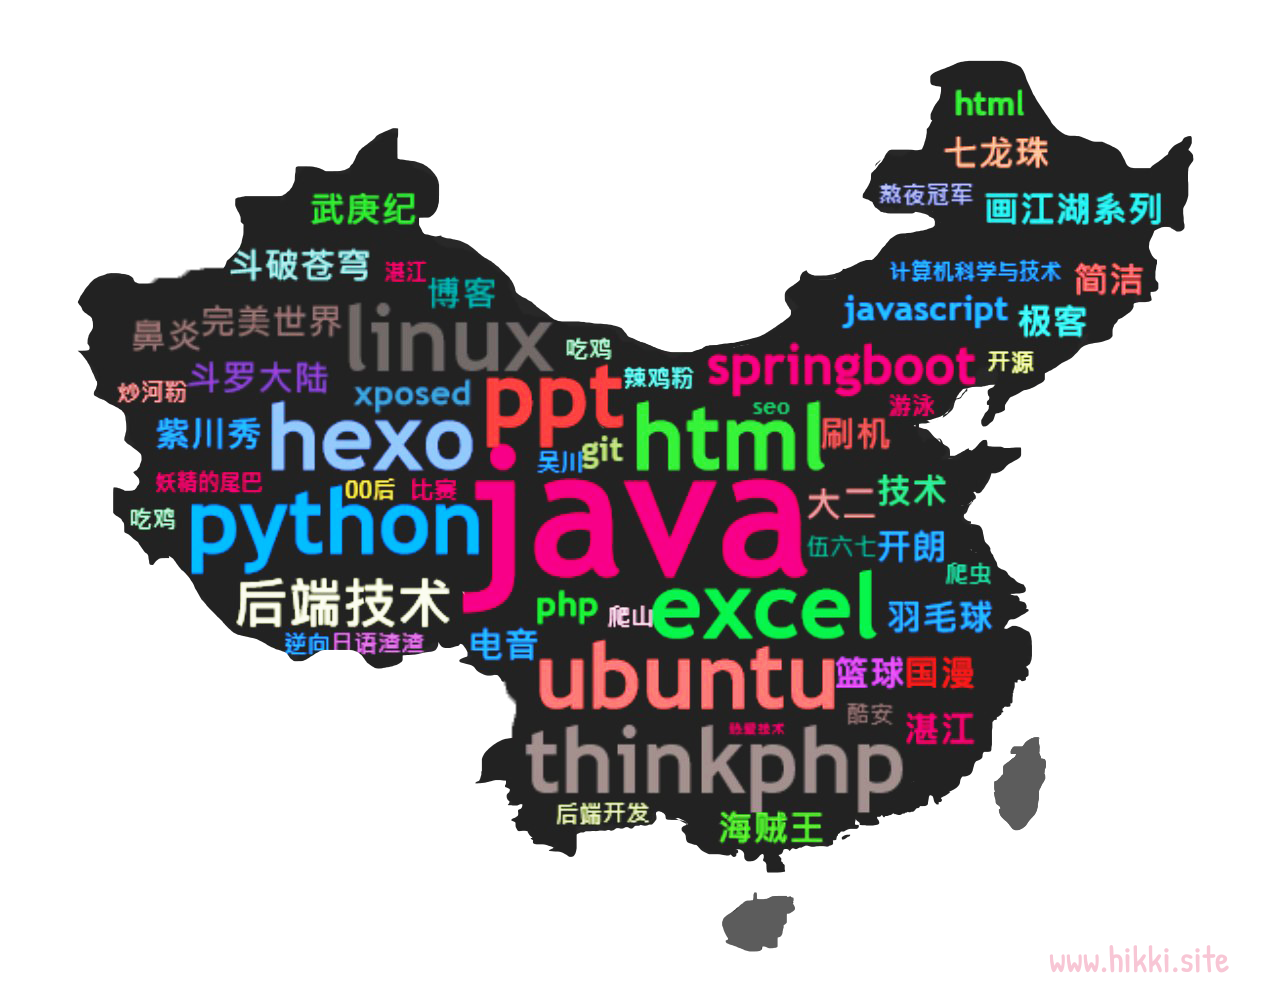 html
七龙珠
熬夜冠军
画江湖系列
武庚纪
斗破苍穹
湛江
计算机科学与技术
简洁
博客
javascript
极客
鼻炎
完美世界
linux
吃鸡
springboot
开源
炒河粉
斗罗大陆
xposed
ppt
辣鸡粉
seo
游泳
紫川秀
hexo
吴川
git
html
刷机
妖精的尾巴
00后
比赛
java
大二
技术
吃鸡
python
伍六七
开朗
爬虫
后端技术
php
爬山
excel
羽毛球
逆向
日语渣渣
电音
ubuntu
篮球
国漫
酷安
湛江
热爱技术
thinkphp
后端开发
海贼王
www.hikki.site